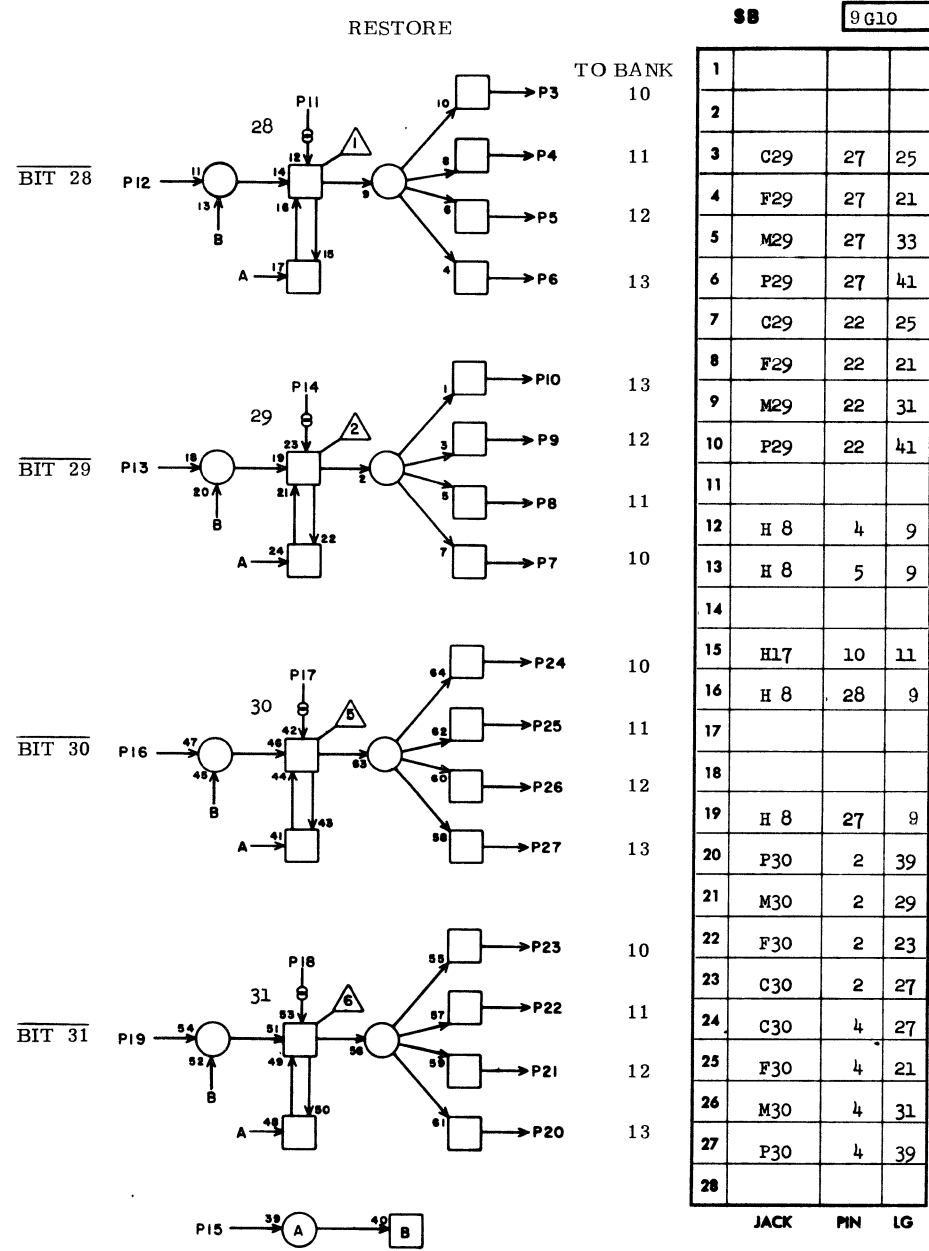 RESTORE
SB 9G10
TO BANK
BIT 28
28
P11
P12
11
13
B
14
12
16
15
A
17
1
9
10
P3
10
8
P4
11
6
P5
12
4
P6
13
BIT 29
29
P14
P13
18
20
B
19
23
21
22
A
24
2
2
1
P10
13
3
P9
12
5
P8
11
7
P7
10
BIT 30
30
P17
P16
47
45
B
46
42
44
43
A
41
5
63
64
P24
10
62
P25
11
60
P26
12
58
P27
13
BIT 31
31
P18
P19
54
52
B
51
53
49
50
A
48
6
56
55
P23
10
57
P22
11
59
P21
12
61
P20
13
P15
39
A
40
B
1
2
3 C29 27 25
4 F29 27 21
5 M29 27 33
6 P29 27 41
7 C29 22 25
8 F29 22 21
9 M29 22 31
10 P29 22 41
11
12 H 8 4 9
13 H 8 5 9
14
15 H17 10 11
16 H 8 28 9
17
18
19 H 8 27 9
20 P30 2 39
21 M30 2 29
22 F30 2 23
23 C30 2 27
24 C30 4 27
25 F30 4 21
26 M30 4 31
27 P30 4 39
28
JACK PIN LG